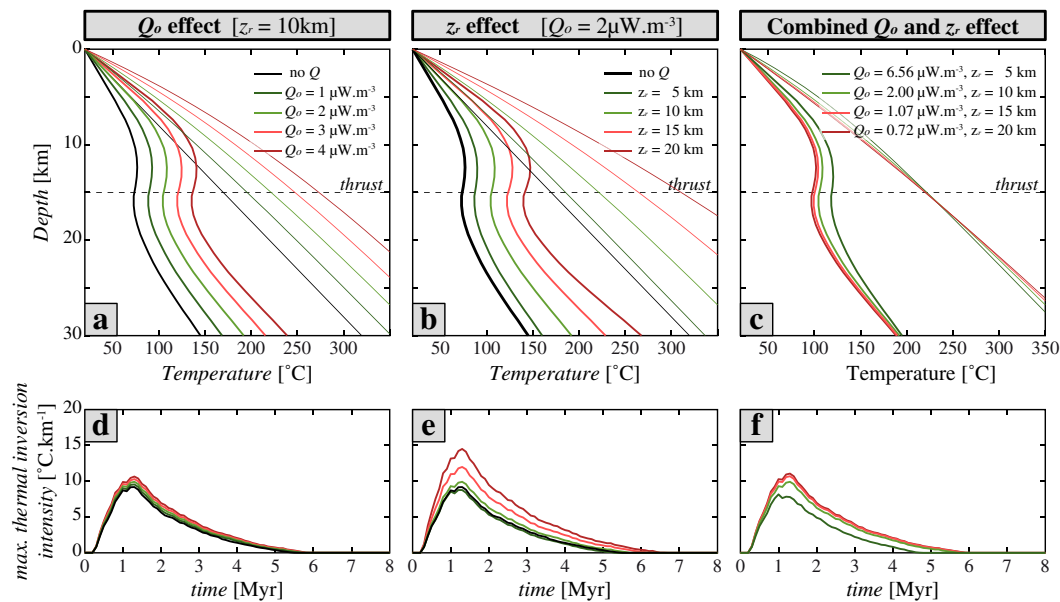 Qo effect [zr = 10km]
zr effect [Qo = 2µW.m-3]
Combined Qo and zr effect
0
10
20
30
Depth [km]
no Q
Qo = 1 µW.m-3
Qo = 2 µW.m-3
Qo = 3 µW.m-3
Qo = 4 µW.m-3
thrust
a
50 100 150 200 250 300
Temperature [˚C]
no Q
zr = 5 km
zr = 10 km
zr = 15 km
zr = 20 km
thrust
b
50 100 150 200 250 300
Temperature [˚C]
Qo = 6.56 µW.m-3, zr = 5 km
Qo = 2.00 µW.m-3, zr = 10 km
Qo = 1.07 µW.m-3, zr = 15 km
Qo = 0.72 µW.m-3, zr = 20 km
thrust
c
50 100 150 200 250 300 350
Temperature [˚C]
max. thermal inversion
intensity [˚C.km-1]
20
15
10
5
0
d
0 1 2 3 4 5 6 7 8
time [Myr]
e
0 1 2 3 4 5 6 7 8
time [Myr]
f
0 1 2 3 4 5 6 7 8
time [Myr]